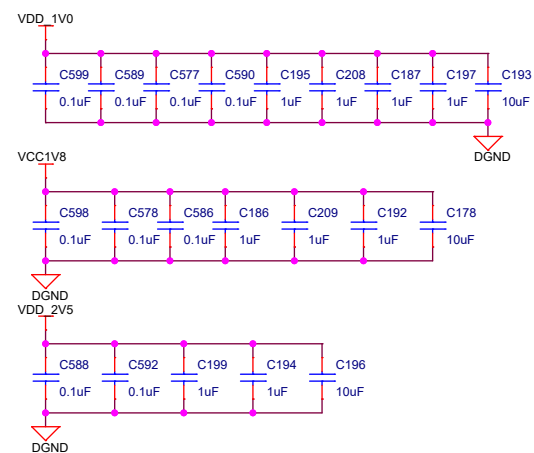 VDD_1V0
C599 C589 C577 C590 C195 C208 C187 C197 C193
0.1uF 0.1uF 0.1uF 0.1uF 1uF 1uF 1uF 1uF 10uF
DGND
VCC1V8
C598 C578 C586 C186 C209 C192 C178
0.1uF 0.1uF 0.1uF 1uF 1uF 1uF 10uF
DGND
VDD_2V5
C588 C592 C199 C194 C196
0.1uF 0.1uF 1uF 1uF 10uF
DGND